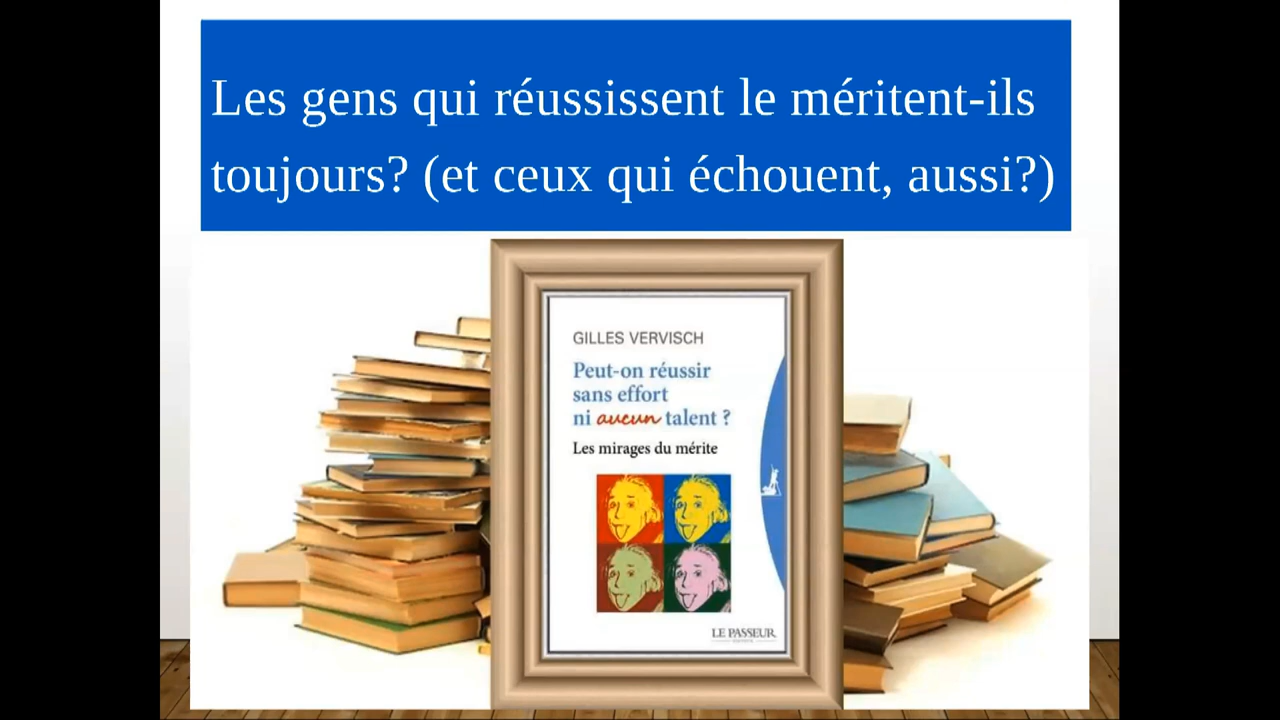 Les gens qui réussissent le méritent-ils
toujours? (et ceux qui échouent, aussi?)
GILLES VERVISCH
Peut-on réussir
sans effort
ni aucun talent ?
Les mirages du mérite
LE PASSEUR